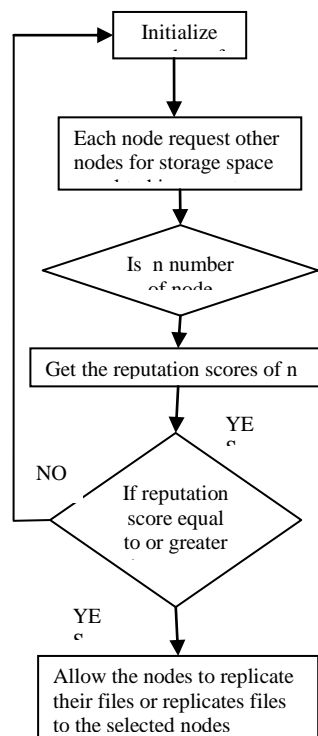 Initialize
Each node request other
nodes for storage space
Is n number
of node
Get the reputation scores of n
YE
S
NO
If reputation
score equal
to or greater
YE
S
Allow the nodes to replicate
their files or replicates files
to the selected nodes